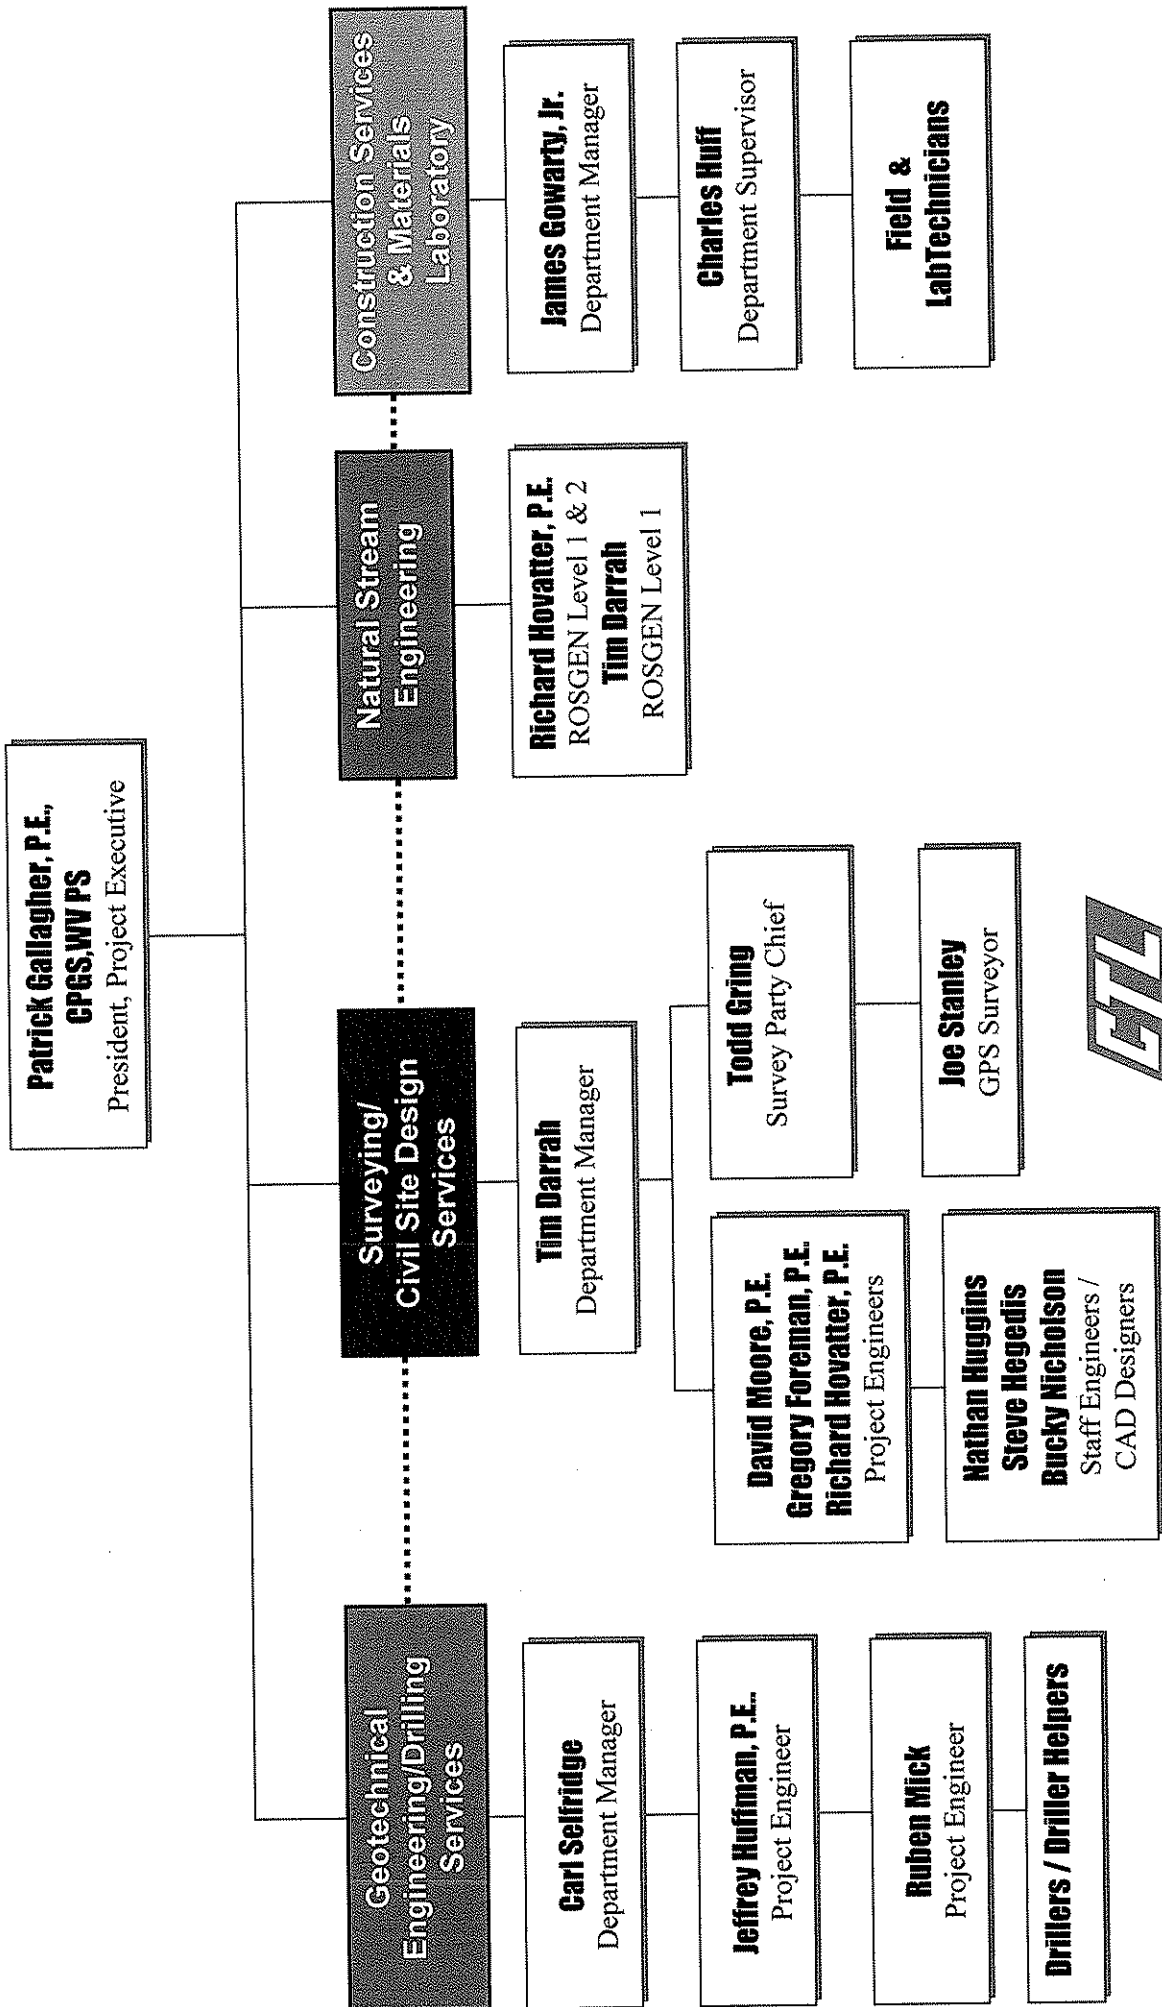 Patrick Gallagher, P.E.,
CPGS,WV PS
President, Project Executive
Geotechnical
Engineering/Drilling
Services
Carl Selfridge
Department Manager
Jeffrey Huffman, P.E..
Project Engineer
Ruben Mick
Project Engineer
Drillers / Driller Helpers
Surveying/
Civil Site Design
Services
Tim Darrah
Department Manager
David Moore, P.E.
Gregory Foreman, P.E.
Richard Hovatter, P.E.
Project Engineers
Nathan Huggins
Steve Hegedis
Bucky Nicholson
Staff Engineers /
CAD Designers
Todd Gring
Survey Party Chief
Joe Stanley
GPS Surveyor
Natural Stream
Engineering
Richard Hovatter, P.E.
ROSGEN Level 1 & 2
Tim Darrah
ROSGEN Level 1
Construction Services
& Materials
Laboratory
James Gowarty, Jr.
Department Manager
Charles Huff
Department Supervisor
Field &
LabTechnicians
CTL